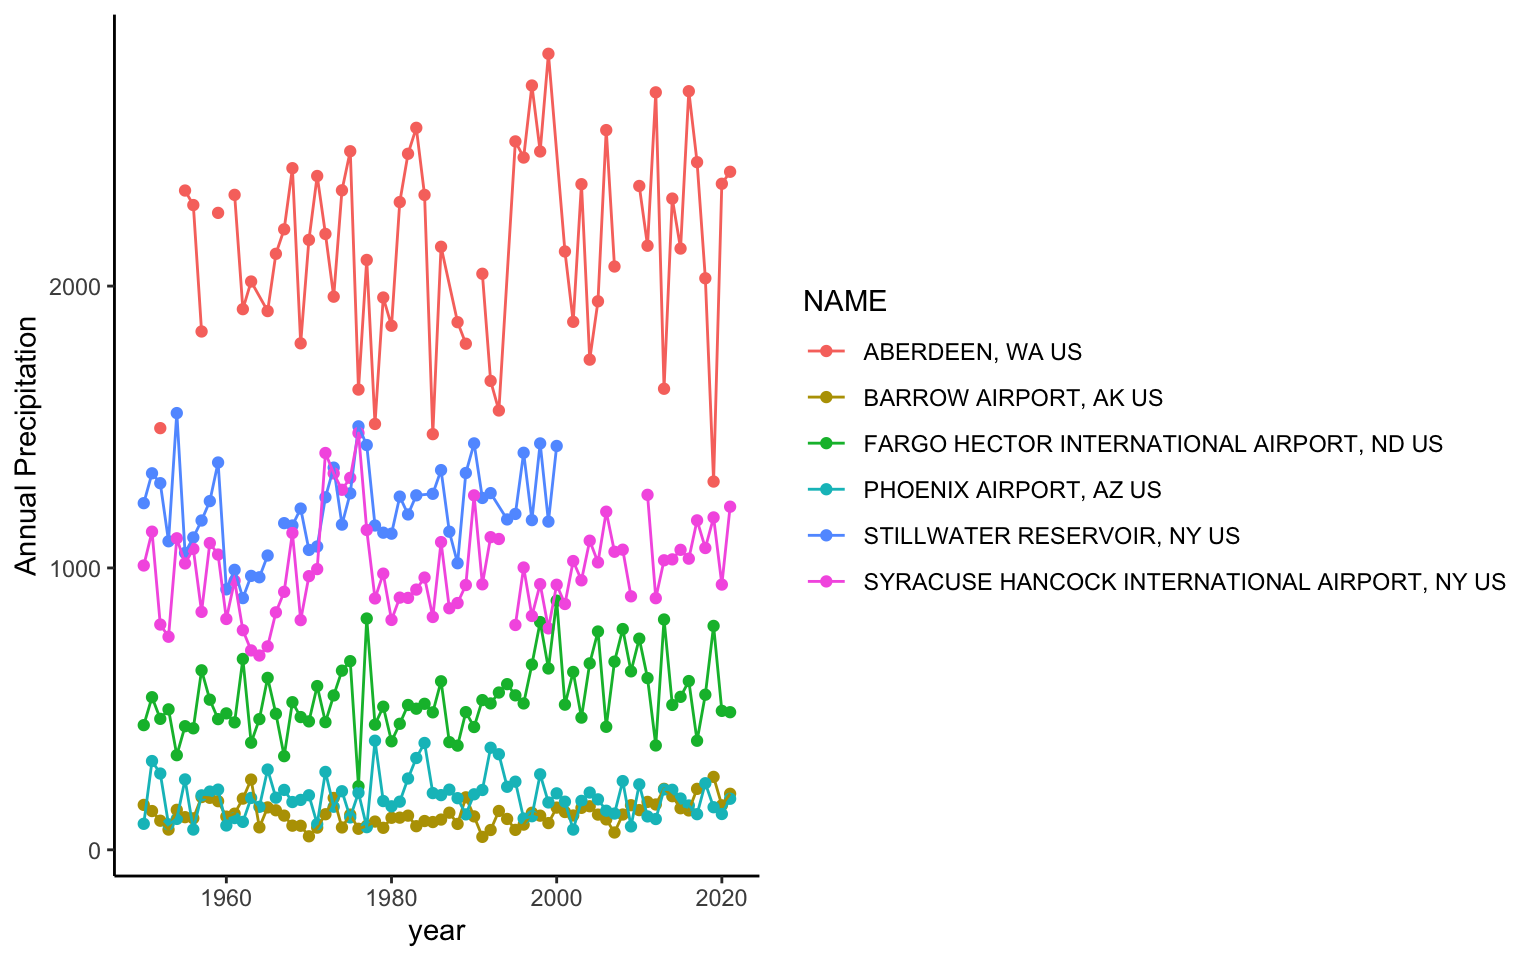 Annual Precipitation
2000
1000
0
1960
1980
2000
2020
year
NAME
ABERDEEN, WA US
BARROW AIRPORT, AK US
FARGO HECTOR INTERNATIONAL AIRPORT, ND US
PHOENIX AIRPORT, AZ US
STILLWATER RESERVOIR, NY US
SYRACUSE HANCOCK INTERNATIONAL AIRPORT, NY US